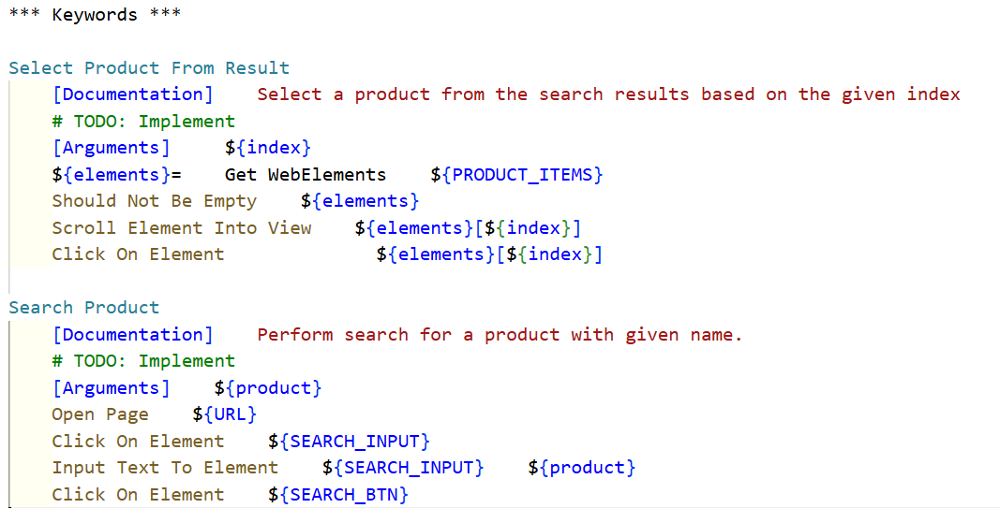 *** Keywords ***
Select Product From Result
    [Documentation]    Select a product from the search results based on the given index
    # TODO: Implement
    [Arguments]     ${index}
    ${elements}=    Get WebElements    ${PRODUCT_ITEMS}
    Should Not Be Empty    ${elements}
    Scroll Element Into View    ${elements}[${index}]
    Click On Element              ${elements}[${index}]
Search Product
    [Documentation]    Perform search for a product with given name.
    # TODO: Implement
    [Arguments]    ${product}
    Open Page    ${URL}
    Click On Element    ${SEARCH_INPUT}
    Input Text To Element    ${SEARCH_INPUT}    ${product}
    Click On Element    ${SEARCH_BTN}